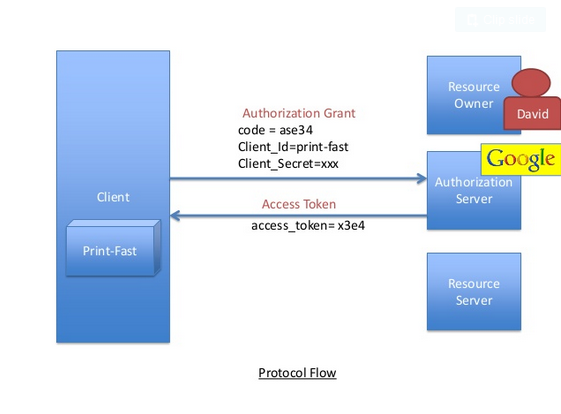 Resource
Owner
David
Authorization Grant
code = ase34
Client_Id=print-fast
Client_Secret=xxx
Google
Authorization
Server
Client
Access Token
access_token= x3e4
Print-Fast
Resource
Server
Protocol Flow